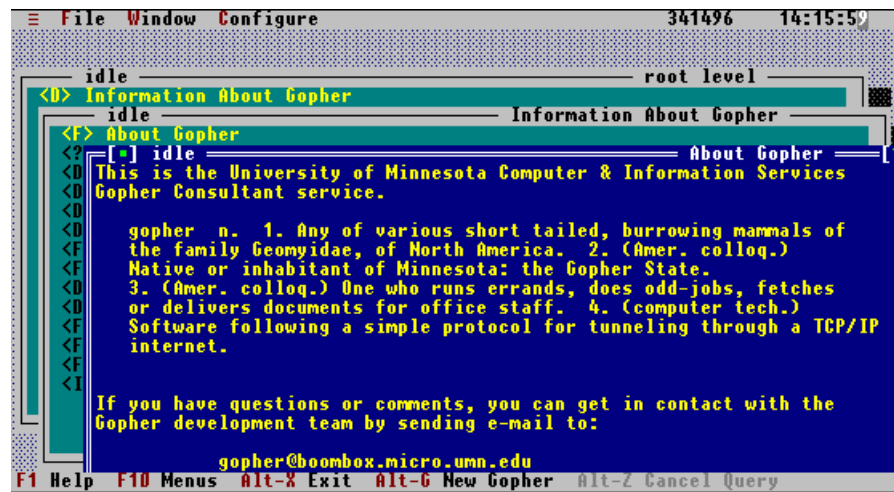 ≡ File Window Configure 341496 14:15:59
idle root level
<D> Information About Gopher
idle Information About Gopher
<F> About Gopher
<?
[▪] idle About Gopher [
<D
<D
<D
<D
<F
<F
<D
<D
<F
<F
<F
<I
This is the University of Minnesota Computer & Information Services
Gopher Consultant service.
gopher n. 1. Any of various short tailed, burrowing mammals of
the family Geomyidae, of North America. 2. (Amer. colloq.)
Native or inhabitant of Minnesota: the Gopher State.
3. (Amer. colloq.) One who runs errands, does odd-jobs, fetches
or delivers documents for office staff. 4. (computer tech.)
Software following a simple protocol for tunneling through a TCP/IP
internet.
If you have questions or comments, you can get in contact with the
Gopher development team by sending e-mail to:
gopher@boombox.micro.umn.edu
F1 Help F10 Menus Alt-X Exit Alt-G New Gopher Alt-Z Cancel Query